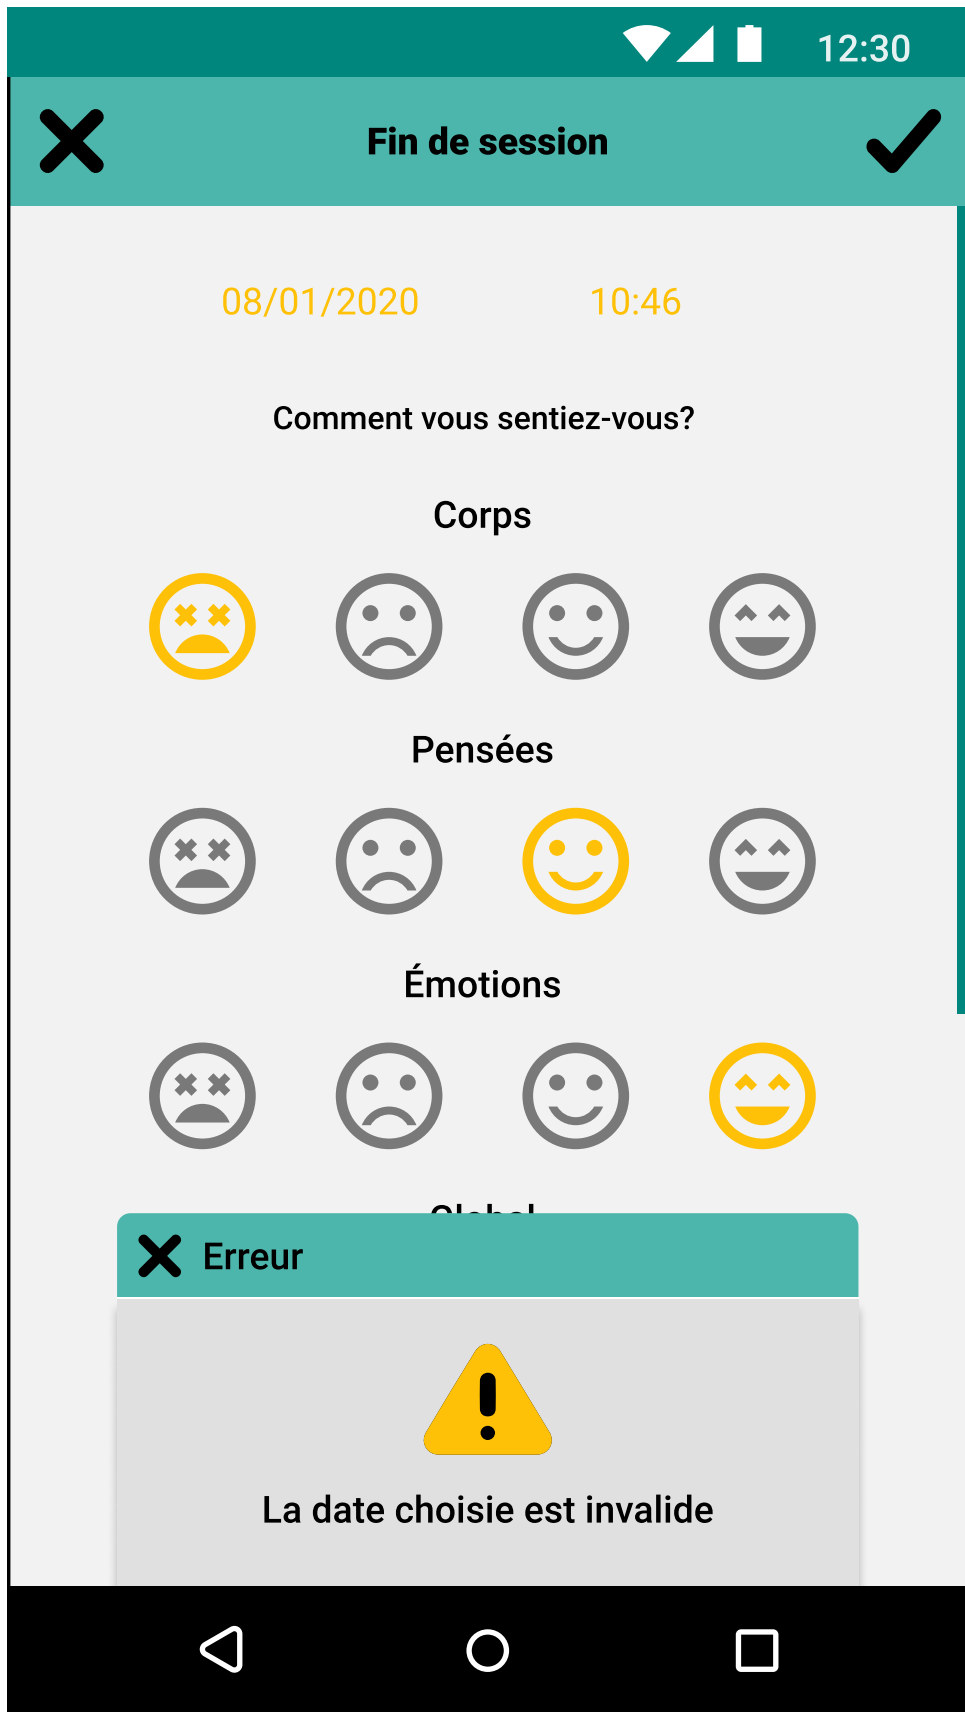 12:30
Fin de session
08/01/2020 10:46
Comment vous sentiez-vous?
Corps
Pensées
Émotions
Global
Erreur
La date choisie est invalide